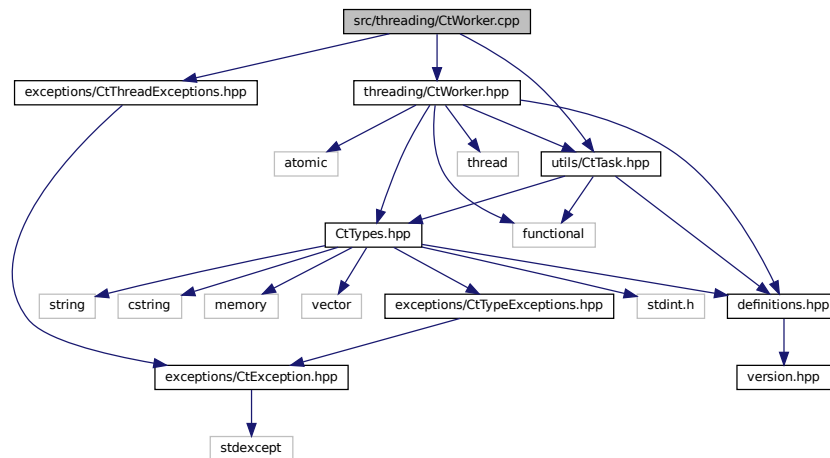 src/threading/CtWorker.cpp
exceptions/CtThreadExceptions.hpp
threading/CtWorker.hpp
atomic
thread
utils/CtTask.hpp
CtTypes.hpp
functional
string
cstring
memory
vector
exceptions/CtTypeExceptions.hpp
stdint.h
definitions.hpp
exceptions/CtException.hpp
version.hpp
stdexcept